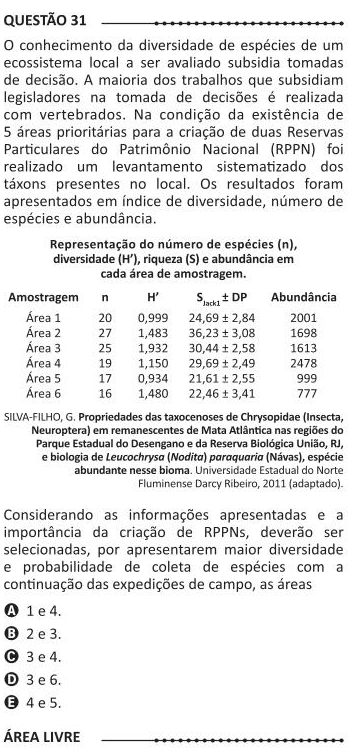 QUESTÃO 31
O conhecimento da diversidade de espécies de um
ecossistema local a ser avaliado subsidia tomadas
de decisão. A maioria dos trabalhos que subsidiam
legisladores na tomada de decisões é realizada
com vertebrados. Na condição da existência de
5 áreas prioritárias para a criação de duas Reservas
Particulares do Patrimônio Nacional (RPPN) foi
realizado um levantamento sistematizado dos
táxons presentes no local. Os resultados foram
apresentados em índice de diversidade, número de
espécies e abundância.
Representação do número de espécies (n),
diversidade (H’), riqueza (S) e abundância em
cada área de amostragem.
Amostragem n H’ SJack1 ± DP Abundância
Área 1 20 0,999 24,69 ± 2,84 2001
Área 2 27 1,483 36,23 ± 3,08 1698
Área 3 25 1,932 30,44 ± 2,58 1613
Área 4 19 1,150 29,69 ± 2,49 2478
Área 5 17 0,934 21,61 ± 2,55 999
Área 6 16 1,480 22,46 ± 3,41 777
SILVA-FILHO, G. Propriedades das taxocenoses de Chrysopidae (Insecta,
Neuroptera) em remanescentes de Mata Atlântica nas regiões do
Parque Estadual do Desengano e da Reserva Biológica União, RJ,
e biologia de Leucochrysa (Nodita) paraquaria (Návas), espécie
abundante nesse bioma. Universidade Estadual do Norte
Fluminense Darcy Ribeiro, 2011 (adaptado).
Considerando as informações apresentadas e a
importância da criação de RPPNs, deverão ser
selecionadas, por apresentarem maior diversidade
e probabilidade de coleta de espécies com a
continuação das expedições de campo, as áreas
A 1 e 4.
B 2 e 3.
C 3 e 4.
D 3 e 6.
E 4 e 5.
ÁREA LIVRE